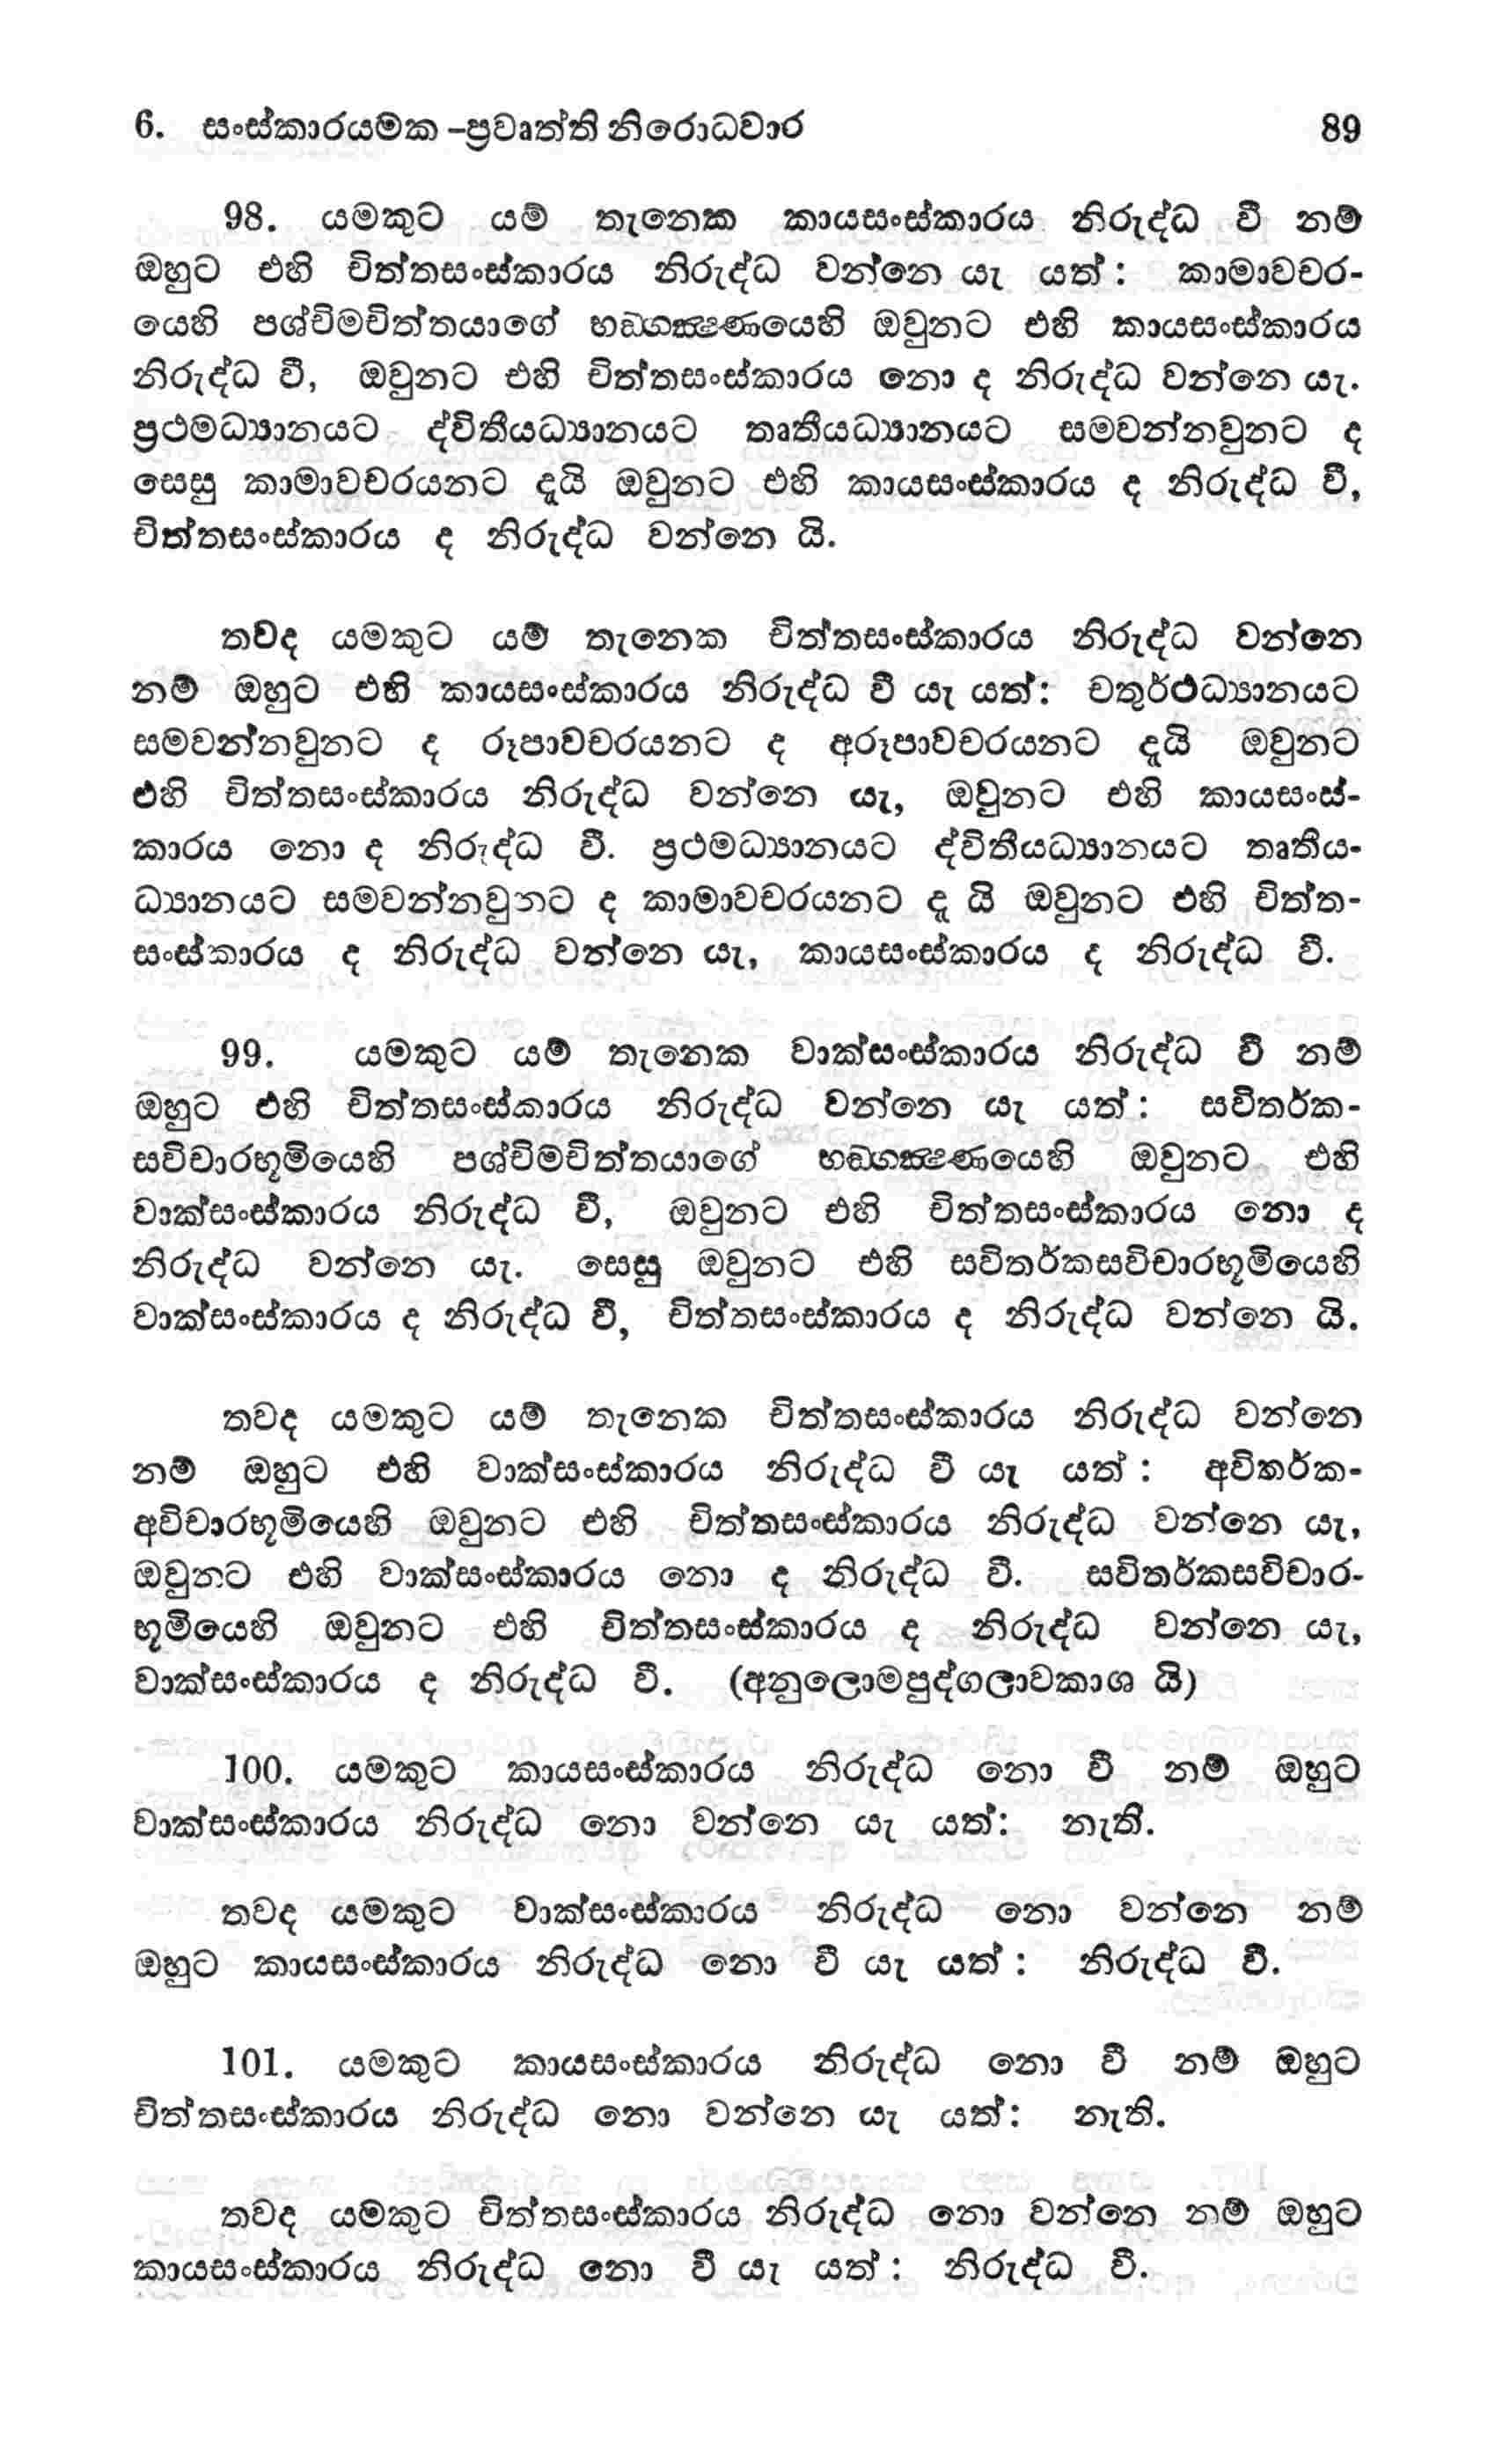 6. සංස්කාරයමක –ප්‍රවෘත්ති නිරොධවාර 89
98. යමකුට යම් තැනෙක කායසංස්කාරය නිරුද්ධ වී නම්
ඔහුට එහි චිත්තසංස්කාරය නිරුද්ධ වන්නෙ යැ යත් : කාමාවචර-
යෙහි පශ්චිමචිත්තයාගේ භඞ්ගක්‍ෂණයෙහි ඔවුනට එහි කායසංස්කාරය
නිරුද්ධ වී, ඔවුනට එහි චිත්තසංස්කාරය නො ද නිරුද්ධ වන්නෙ යැ.
ප්‍රථමධ්‍යානයට ද්විතීයධ්‍යානයට තෘතීයධ්‍යානයට සමවන්නවුනට ද
සෙසු කාමාවචරයනට දැයි ඔවුනට එහි කායසංස්කාරය ද නිරුද්ධ වී,
චිත්තසංස්කාරය ද නිරුද්ධ වන්නෙ යි.
තවද යමකුට යම් තැනෙක චිත්තසංස්කාරය නිරුද්ධ වන්නෙ
නම් ඔහුට එහි කායසංස්කාරය නිරුද්ධ වී යැ යත්: චතුර්ථධ්‍යානයට
සමවන්නවුනට ද රූපාවචරයනට ද අරූපාවචරයනට දැයි ඔවුනට
එහි චිත්තසංස්කාරය නිරුද්ධ වන්නෙ යැ, ඔවුනට එහි කායසංස්-
කාරය නො ද නිරුද්ධ වී. ප්‍රථමධ්‍යානයට ද්විතීයධ්‍යානයට තෘතීය-
ධ්‍යානයට සමවන්නවුනට ද කාමාවචරයනට දැ යි ඔවුනට එහි චිත්ත-
සංස්කාරය ද නිරුද්ධ වන්නෙ යැ, කායසංස්කාරය ද නිරුද්ධ වී.
99. යමකුට යම් තැනෙක වාක්සංස්කාරය නිරුද්ධ වී නම්
ඔහුට එහි චිත්තසංස්කාරය නිරුද්ධ වන්නෙ යැ යත් : සවිතර්ක-
සවිචාරභූමියෙහි පශ්චිමචිත්තයාගේ භඞ්ගක්‍ෂණයෙහි ඔවුනට එහි
වාක්සංස්කාරය නිරුද්ධ වී, ඔවුනට එහි චිත්තසංස්කාරය නො ද
නිරුද්ධ වන්නෙ යැ. සෙසු ඔවුනට එහි සවිතර්කසවිචාරභූමියෙහි
වාක්සංස්කාරය ද නිරුද්ධ වී, චිත්තසංස්කාරය ද නිරුද්ධ වන්නෙ යි.
තවද යමකුට යම් තැනෙක චිත්තසංස්කාරය නිරුද්ධ වන්නෙ
නම් ඔහුට එහි වාක්සංස්කාරය නිරුද්ධ වී යැ යත් : අවිතර්ක-
අවිචාරභූමියෙහි ඔවුනට එහි චිත්තසංස්කාරය නිරුද්ධ වන්නෙ යැ,
ඔවුනට එහි වාක්සංස්කාරය නො ද නිරුද්ධ වී. සවිතර්කසවිචාර-
භූමියෙහි ඔවුනට එහි චිත්තසංස්කාරය ද නිරුද්ධ වන්නෙ යැ,
වාක්සංස්කාරය ද නිරුද්ධ වී. (අනුලොමපුද්ගලාවකාශ යි)
100. යමකුට කායසංස්කාරය නිරුද්ධ නො වී නම් ඔහුට
වාක්සංස්කාරය නිරුද්ධ නො වන්නෙ යැ යත්: නැති.
තවද යමකුට වාක්සංස්කාරය නිරුද්ධ නො වන්නෙ නම්
ඔහුට කායසංස්කාරය නිරුද්ධ නො වී යැ යත් : නිරුද්ධ වී.
101. යමකුට කායසංස්කාරය නිරුද්ධ නො වී නම් ඔහුට
චිත්තසංස්කාරය නිරුද්ධ නො වන්නෙ යැ යත්: නැති.
තවද යමකුට චිත්තසංස්කාරය නිරුද්ධ නො වන්නෙ නම් ඔහුට
කායසංස්කාරය නිරුද්ධ නො වී යැ යත් : නිරුද්ධ වී.